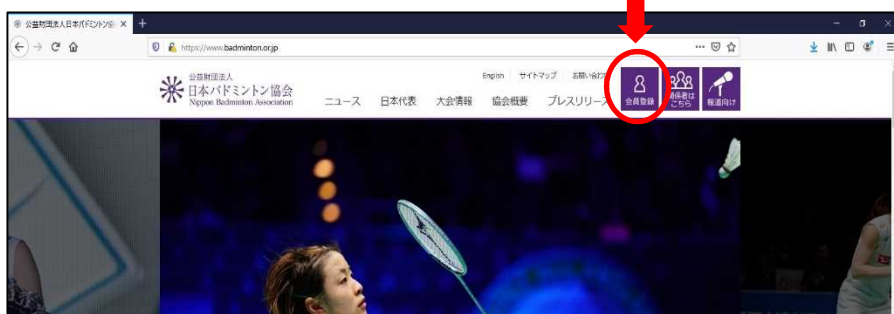 公益財団法人日本バドミントン協
https://www.badminton.or.jp
English サイトマップ お問い合わ
公益財団法人
日本バドミントン協会
Nippon Badminton Association
ニュース 日本代表 大会情報 協会概要 プレスリリース
会員登録
関係者は
こちら
報道向け